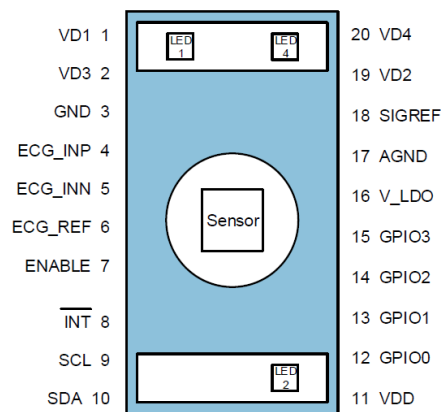 VD1 1
VD3 2
GND 3
ECG_INP 4
ECG_INN 5
ECG_REF 6
ENABLE 7
INT 8
SCL 9
SDA 10
LED
1
LED
4
Sensor
LED
2
20 VD4
19 VD2
18 SIGREF
17 AGND
16 V_LDO
15 GPIO3
14 GPIO2
13 GPIO1
12 GPIO0
11 VDD